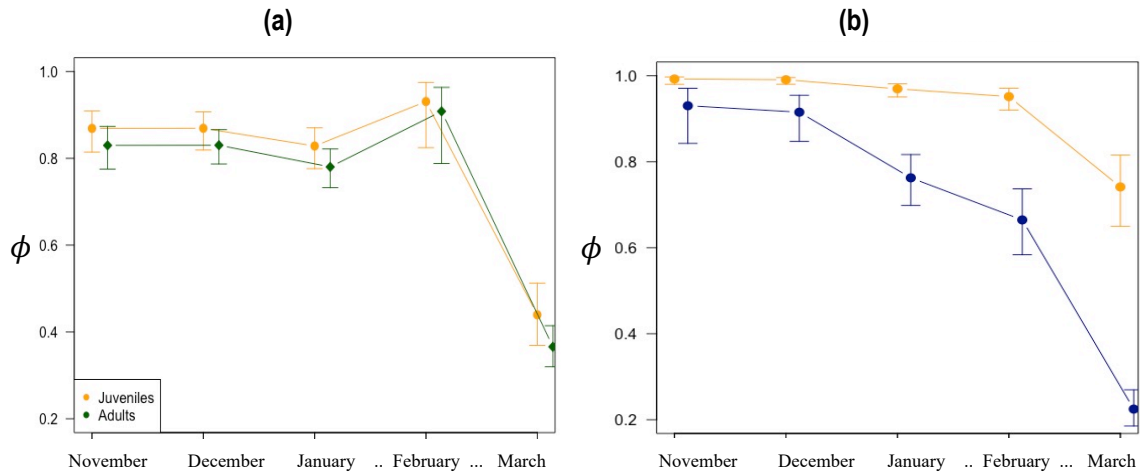 (a)
(b)
1.0
0.8
0.6
0.4
0.2
ϕ
Juveniles
Adults
November December January .. February ... March
1.0
0.8
0.6
0.4
0.2
ϕ
November December January .. February ... March